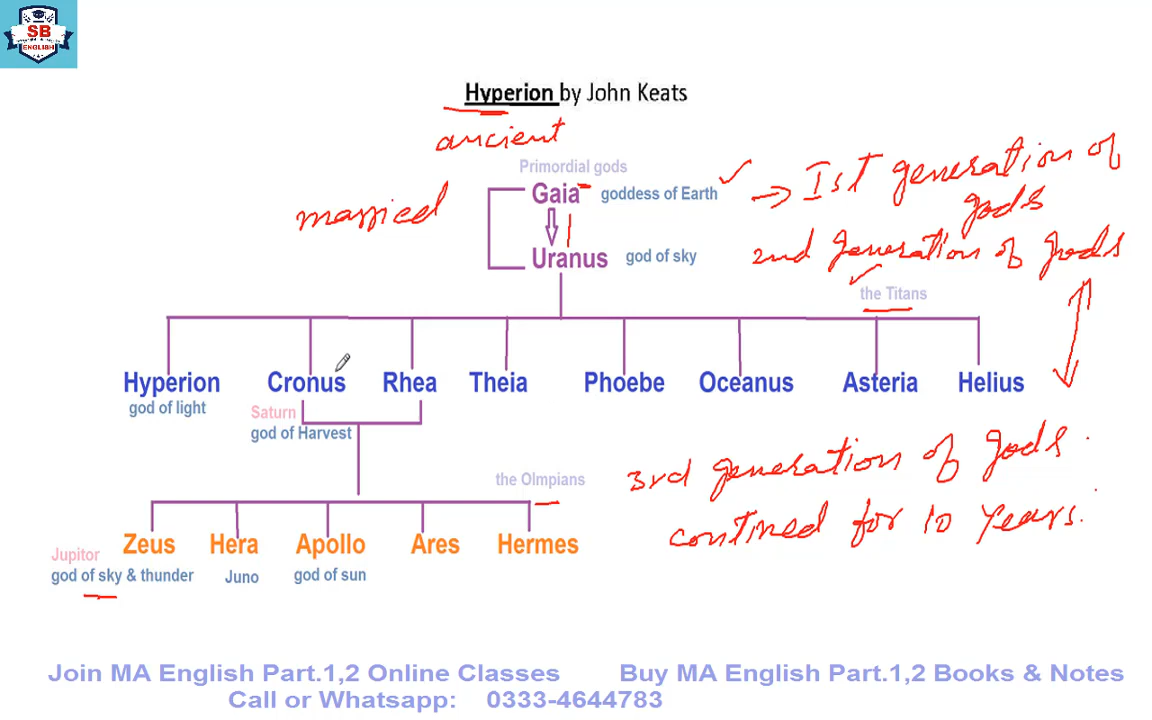 SB
ENGLISH
Hyperion by John Keats
ancient
Primordial gods
Gaia goddess of Earth
married
→ Ist generation of
gods
Uranus god of sky
2nd generation of gods
the Titans
Hyperion Cronus Rhea Theia Phoebe Oceanus Asteria Helius
god of light
Saturn
god of Harvest
3rd generation of gods.
the Olmpians
contined for 10 Years.
Zeus Hera Apollo Ares Hermes
Jupitor
god of sky & thunder Juno god of sun
Join MA English Part.1,2 Online Classes Buy MA English Part.1,2 Books & Notes
Call or Whatsapp: 0333-4644783